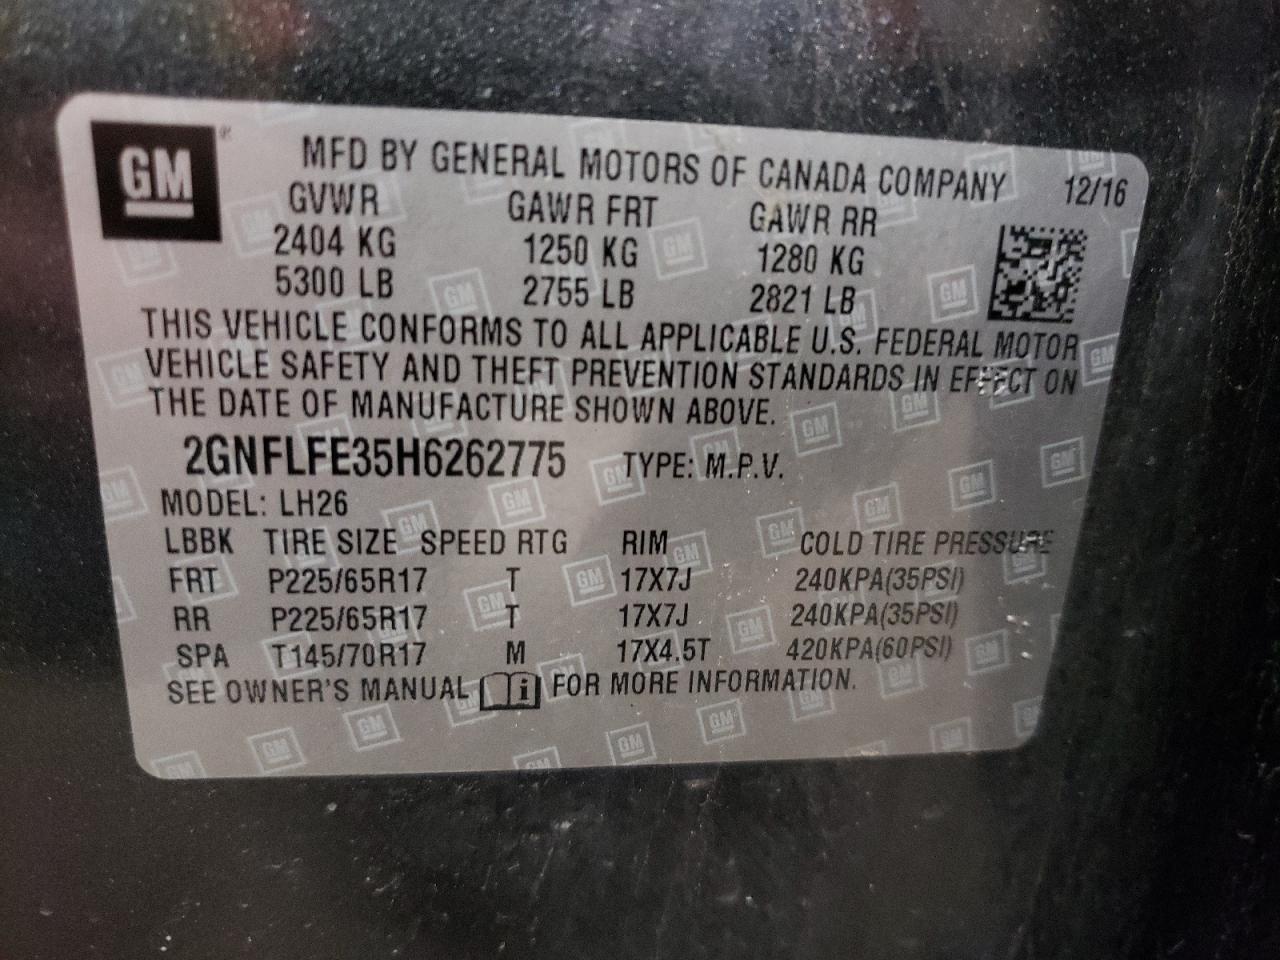 GM ®
MFD BY GENERAL MOTORS OF CANADA COMPANY 12/16
GVWR GAWR FRT GAWR RR
2404 KG 1250 KG 1280 KG
5300 LB 2755 LB 2821 LB
THIS VEHICLE CONFORMS TO ALL APPLICABLE U.S. FEDERAL MOTOR
VEHICLE SAFETY AND THEFT PREVENTION STANDARDS IN EFFECT ON
THE DATE OF MANUFACTURE SHOWN ABOVE.
2GNFLFE35H6262775 TYPE: M.P.V.
MODEL: LH26
LBBK TIRE SIZE SPEED RTG RIM COLD TIRE PRESSURE
FRT P225/65R17 T 17X7J 240KPA(35PSI)
RR P225/65R17 T 17X7J 240KPA(35PSI)
SPA T145/70R17 M 17X4.5T 420KPA(60PSI)
SEE OWNER'S MANUAL i FOR MORE INFORMATION.